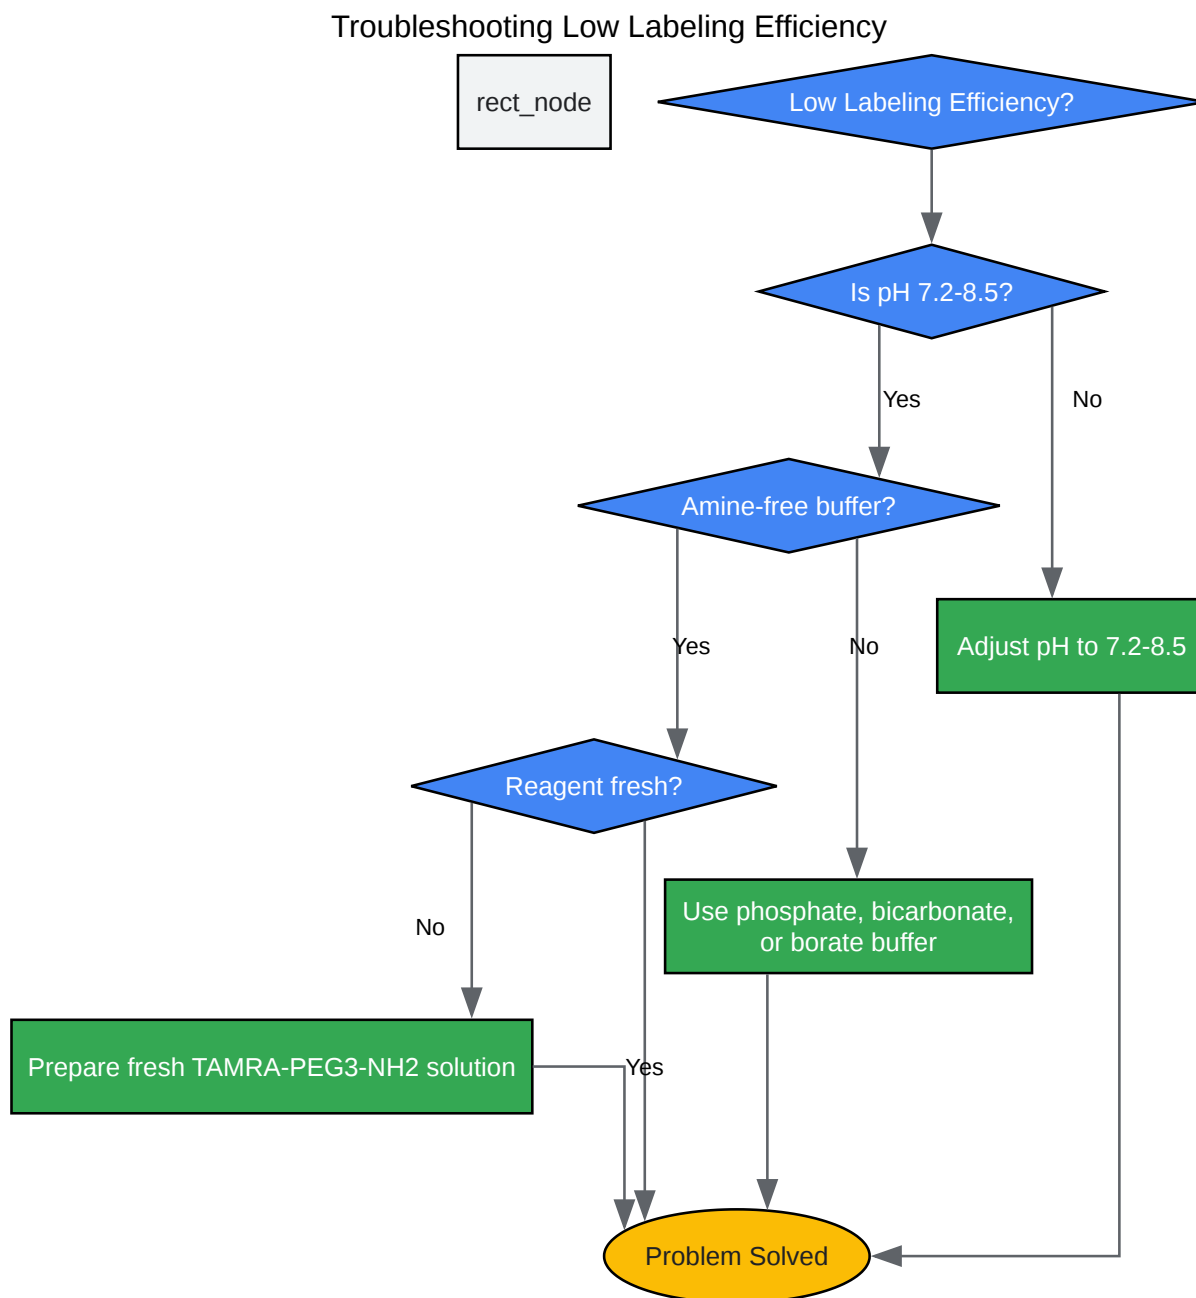 Troubleshooting Low Labeling Efficiency
rect_node
Low Labeling Efficiency?
Is pH 7.2-8.5?
Yes
No
Amine-free buffer?
Yes
No
Adjust pH to 7.2-8.5
Reagent fresh?
Use phosphate, bicarbonate,
or borate buffer
No
Prepare fresh TAMRA-PEG3-NH2 solution
Yes
Problem Solved